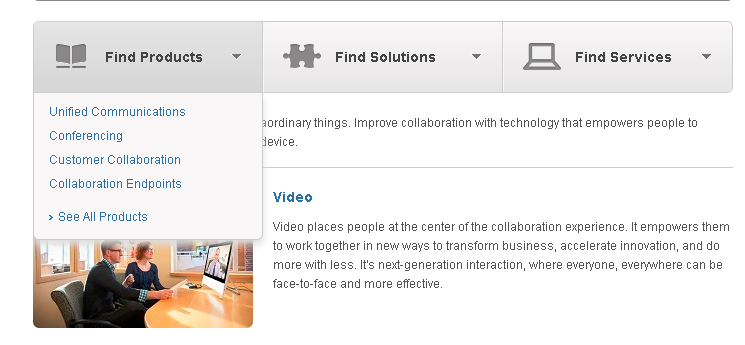 Find Products
Find Solutions
Find Services
Unified Communications
Conferencing
Customer Collaboration
Collaboration Endpoints
See All Products
aordinary things. Improve collaboration with technology that empowers people to
device.
Video
Video places people at the center of the collaboration experience. It empowers them
to work together in new ways to transform business, accelerate innovation, and do
more with less. It's next-generation interaction, where everyone, everywhere can be
face-to-face and more effective.